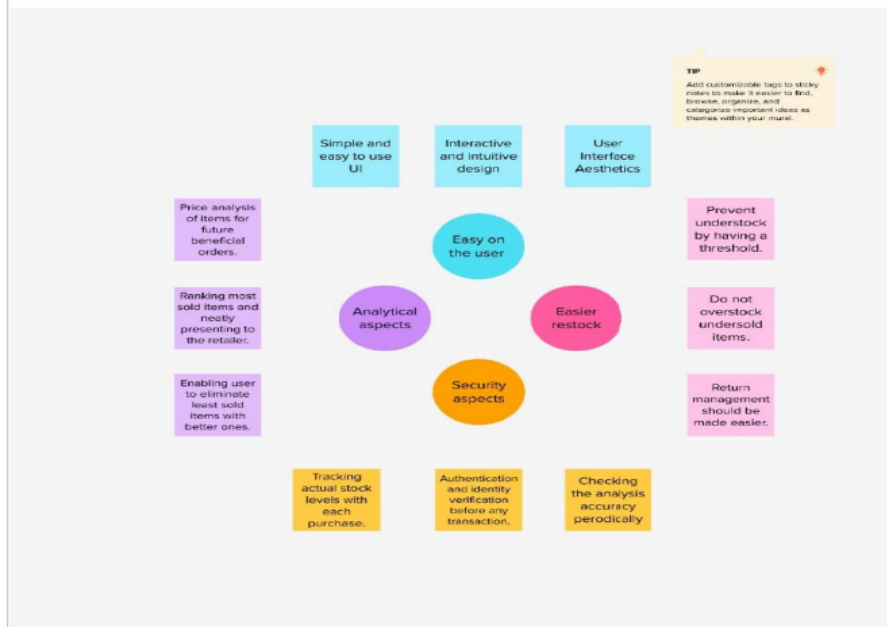 TIP
Add customizable tags to sticky
notes to make it easier to find,
browse, organize, and
categorize important ideas as
themes within your mural.
Simple and
easy to use
UI
Interactive
and intuitive
design
User
Interface
Aesthetics
Price analysis
of items for
future
beneficial
orders.
Easy on
the user
Prevent
understock
by having a
threshold.
Ranking most
sold items and
neatly
presenting to
the retailer.
Analytical
aspects
Easier
restock
Do not
overstock
undersold
items.
Enabling user
to eliminate
least sold
items with
better ones.
Security
aspects
Return
management
should be
made easier.
Tracking
actual stock
levels with
each
purchase.
Authentication
and identity
verification
before any
transaction.
Checking
the analysis
accuracy
perodically